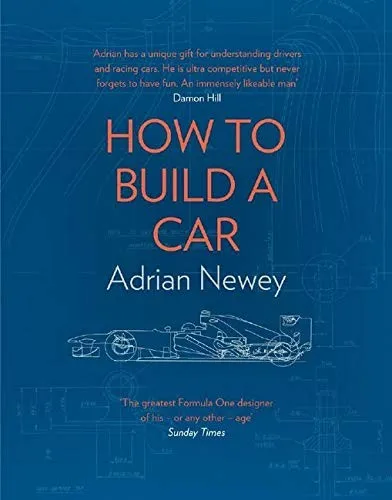 'Adrian has a unique gift for understanding drivers
and racing cars. He is ultra competitive but never
forgets to have fun. An immensely likeable man'
Damon Hill
HOW TO
BUILD A
CAR
Adrian Newey
'The greatest Formula One designer
of his – or any other – age'
Sunday Times